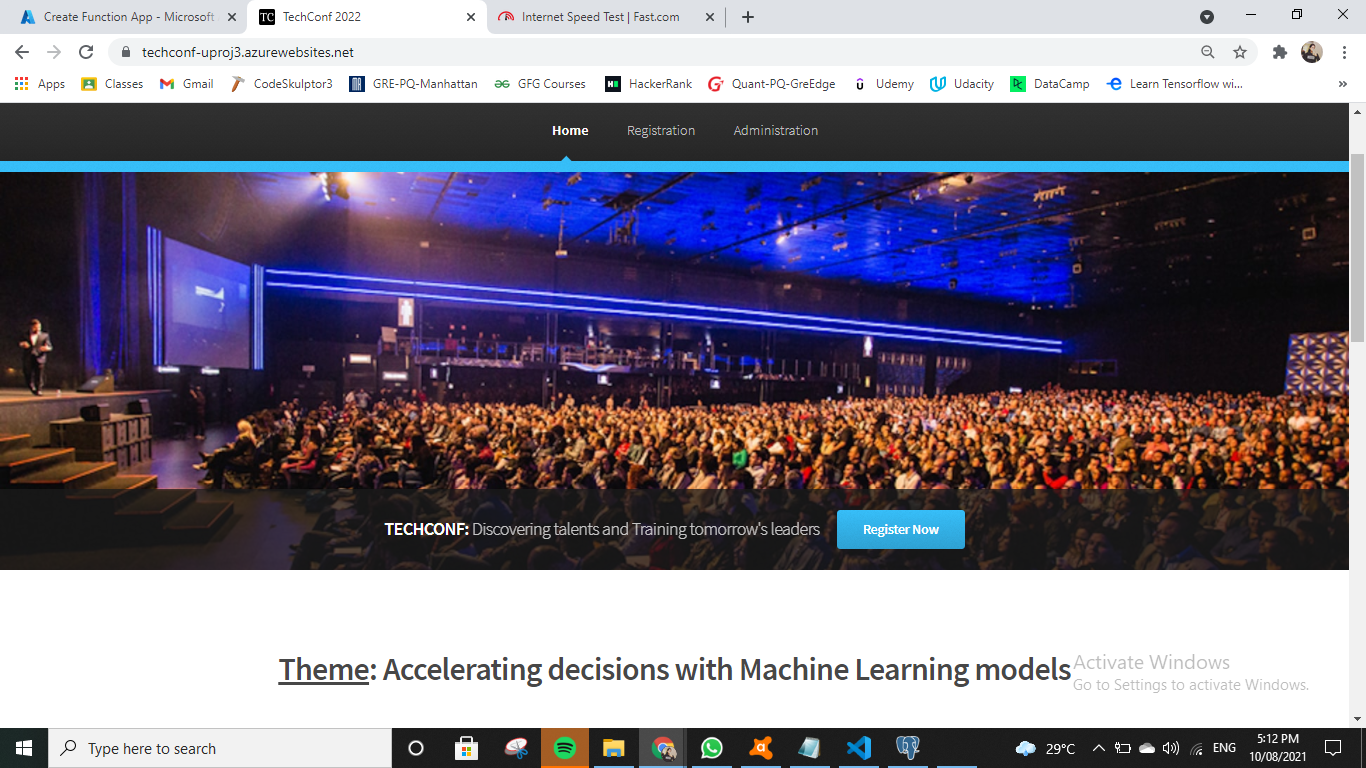 Create Function App - Microsoft
TC TechConf 2022
Internet Speed Test | Fast.com
techconf-uproj3.azurewebsites.net
Apps Classes Gmail CodeSkulptor3 GRE-PQ-Manhattan GFG Courses HackerRank Quant-PQ-GreEdge Udemy Udacity DataCamp Learn Tensorflow wi... »
Home Registration Administration
TECHCONF: Discovering talents and Training tomorrow's leaders Register Now
Theme: Accelerating decisions with Machine Learning models
Activate Windows
Go to Settings to activate Windows.
Type here to search
29°C
ENG
5:12 PM
10/08/2021